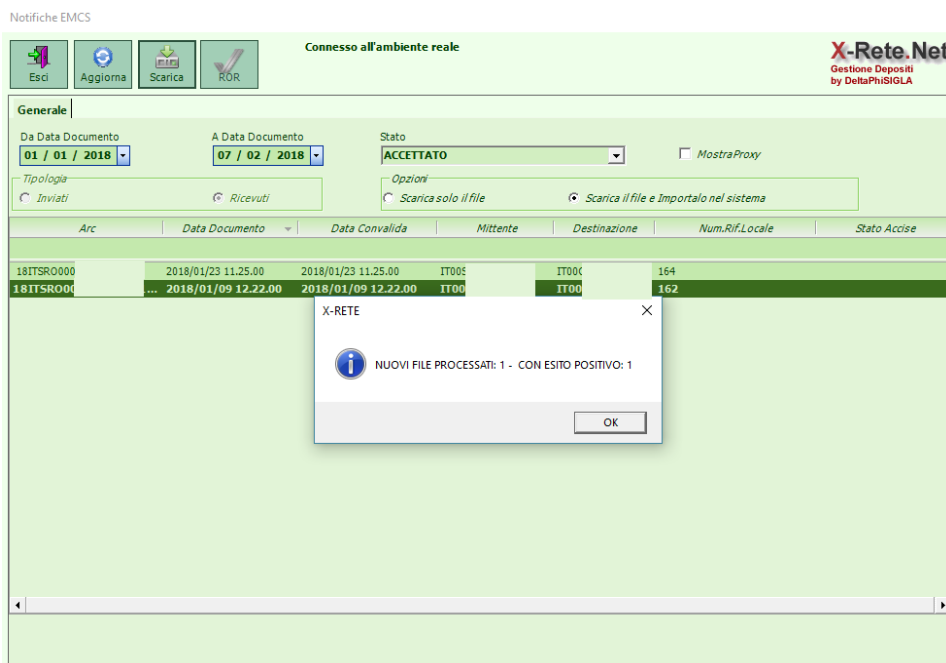 Notifiche EMCS
Esci
Aggiorna
Scarica
ROR
Connesso all'ambiente reale
X-Rete.Net
Gestione Depositi
by DeltaPhiSIGLA
Generale
Da Data Documento
A Data Documento
Stato
01 / 01 / 2018
07 / 02 / 2018
ACCETTATO
MostraProxy
Tipologia
Opzioni
Inviati
Ricevuti
Scarica solo il file
Scarica il file e Importalo nel sistema
Arc
Data Documento
Data Convalida
Mittente
Destinazione
Num.Rif.Locale
Stato Accise
18ITSRO000 2018/01/23 11.25.00 2018/01/23 11.25.00 IT00S IT00 164
18ITSRO00 ... 2018/01/09 12.22.00 2018/01/09 12.22.00 IT00 IT00 162
X-RETE
NUOVI FILE PROCESSATI: 1 - CON ESITO POSITIVO: 1
OK